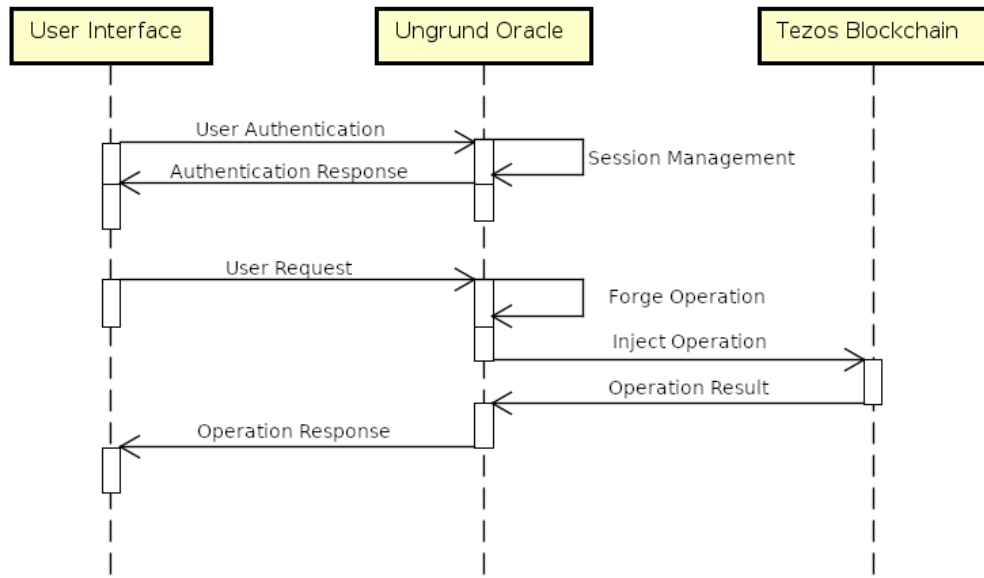 User Interface
Ungrund Oracle
Tezos Blockchain
User Authentication
Session Management
Authentication Response
User Request
Forge Operation
Inject Operation
Operation Result
Operation Response